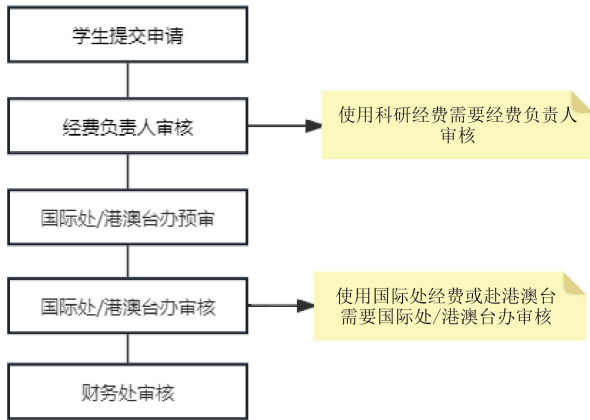 学生提交申请
经费负责人审核
使用科研经费需要经费负责人
审核
国际处/港澳台办预审
国际处/港澳台办审核
使用国际处经费或赴港澳台
需要国际处/港澳台办审核
财务处审核